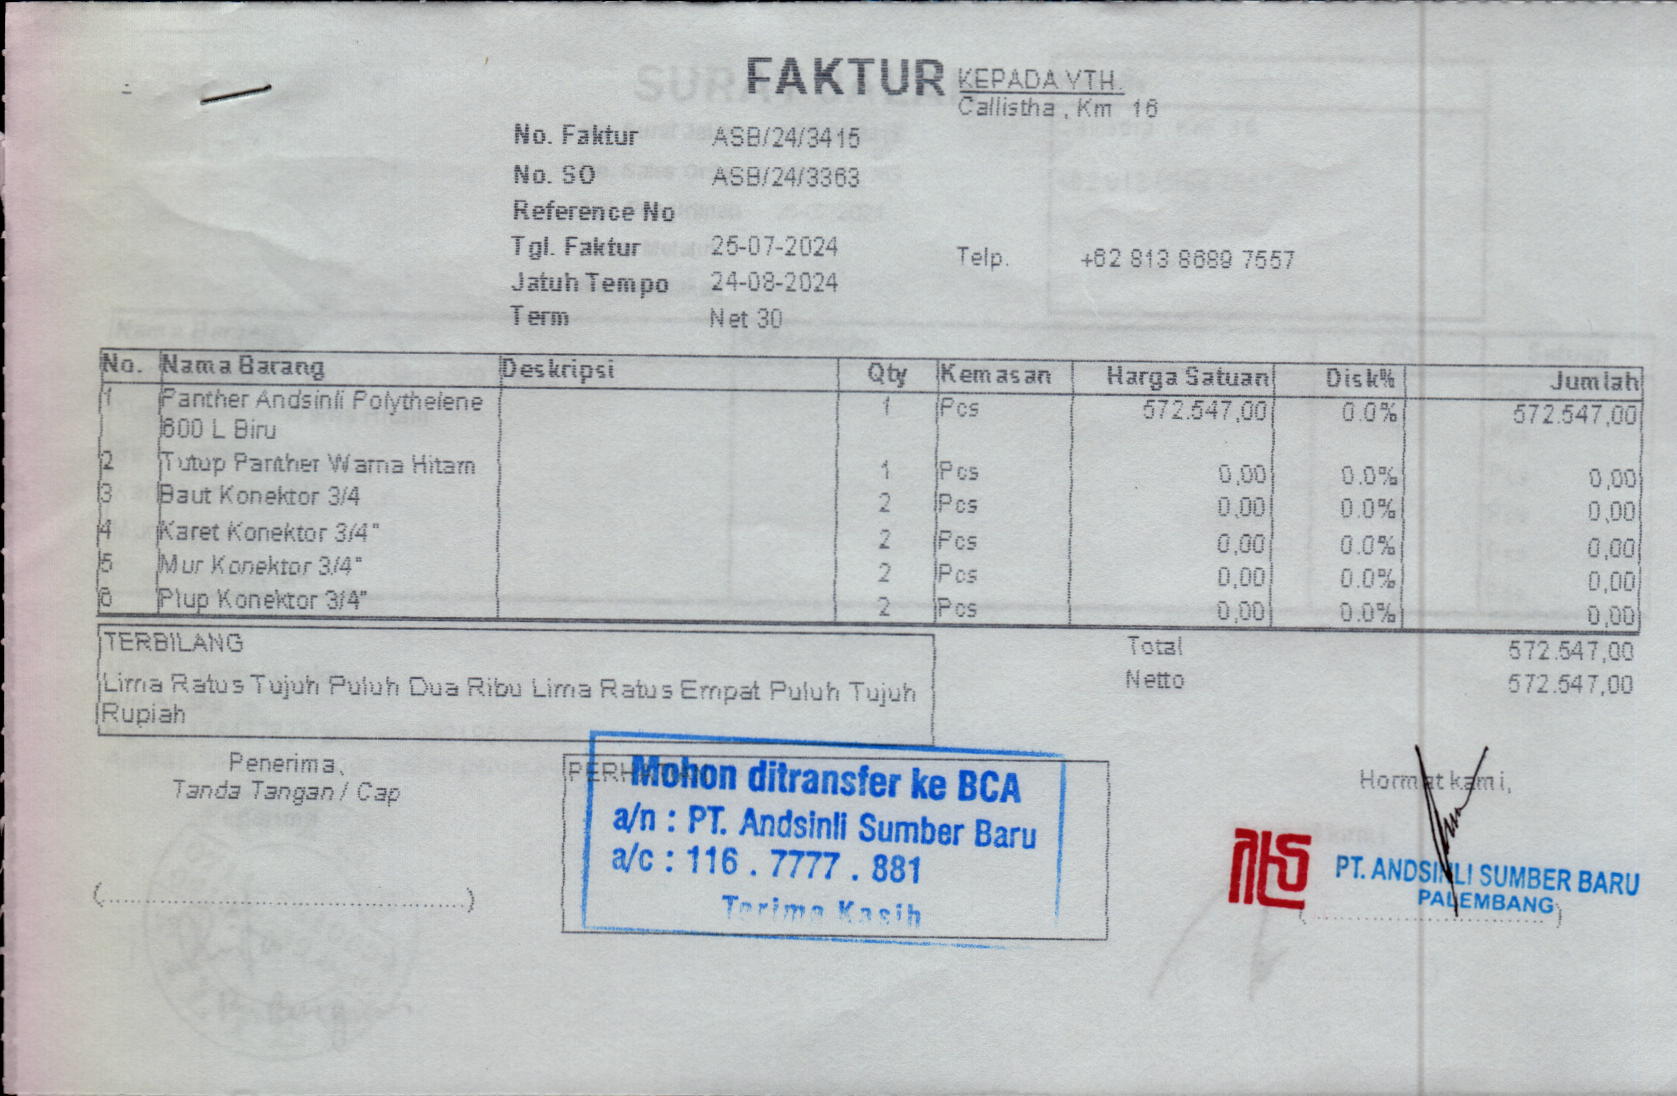 FAKTUR
KEPADA YTH.
Callistha , Km 16
No. Faktur ASB/24/3415
No. SO ASB/24/3363
Reference No
Tgl. Faktur 25-07-2024
Telp. +62 813 8689 7557
Jatuh Tempo 24-08-2024
Term Net 30
No. Nama Barang Deskripsi Qty Kemasan Harga Satuan Disk% Jumlah
1 Panther Andsinli Polythelene 1 Pcs 572.547,00 0.0% 572.547,00
600 L Biru
2 Tutup Panther Warna Hitam 1 Pcs 0,00 0.0% 0,00
3 Baut Konektor 3/4 2 Pcs 0,00 0.0% 0,00
4 Karet Konektor 3/4" 2 Pcs 0,00 0.0% 0,00
5 Mur Konektor 3/4" 2 Pcs 0,00 0.0% 0,00
6 Plup Konektor 3/4" 2 Pcs 0,00 0.0% 0,00
TERBILANG
Lima Ratus Tujuh Puluh Dua Ribu Lima Ratus Empat Puluh Tujuh
Rupiah
Total 572.547,00
Netto 572.547,00
Penerima,
Tanda Tangan / Cap
(..................................................)
Mohon ditransfer ke BCA
a/n : PT. Andsinli Sumber Baru
a/c : 116 . 7777 . 881
Terima Kasih
Hormat kami,
PT. ANDSINLI SUMBER BARU
PALEMBANG